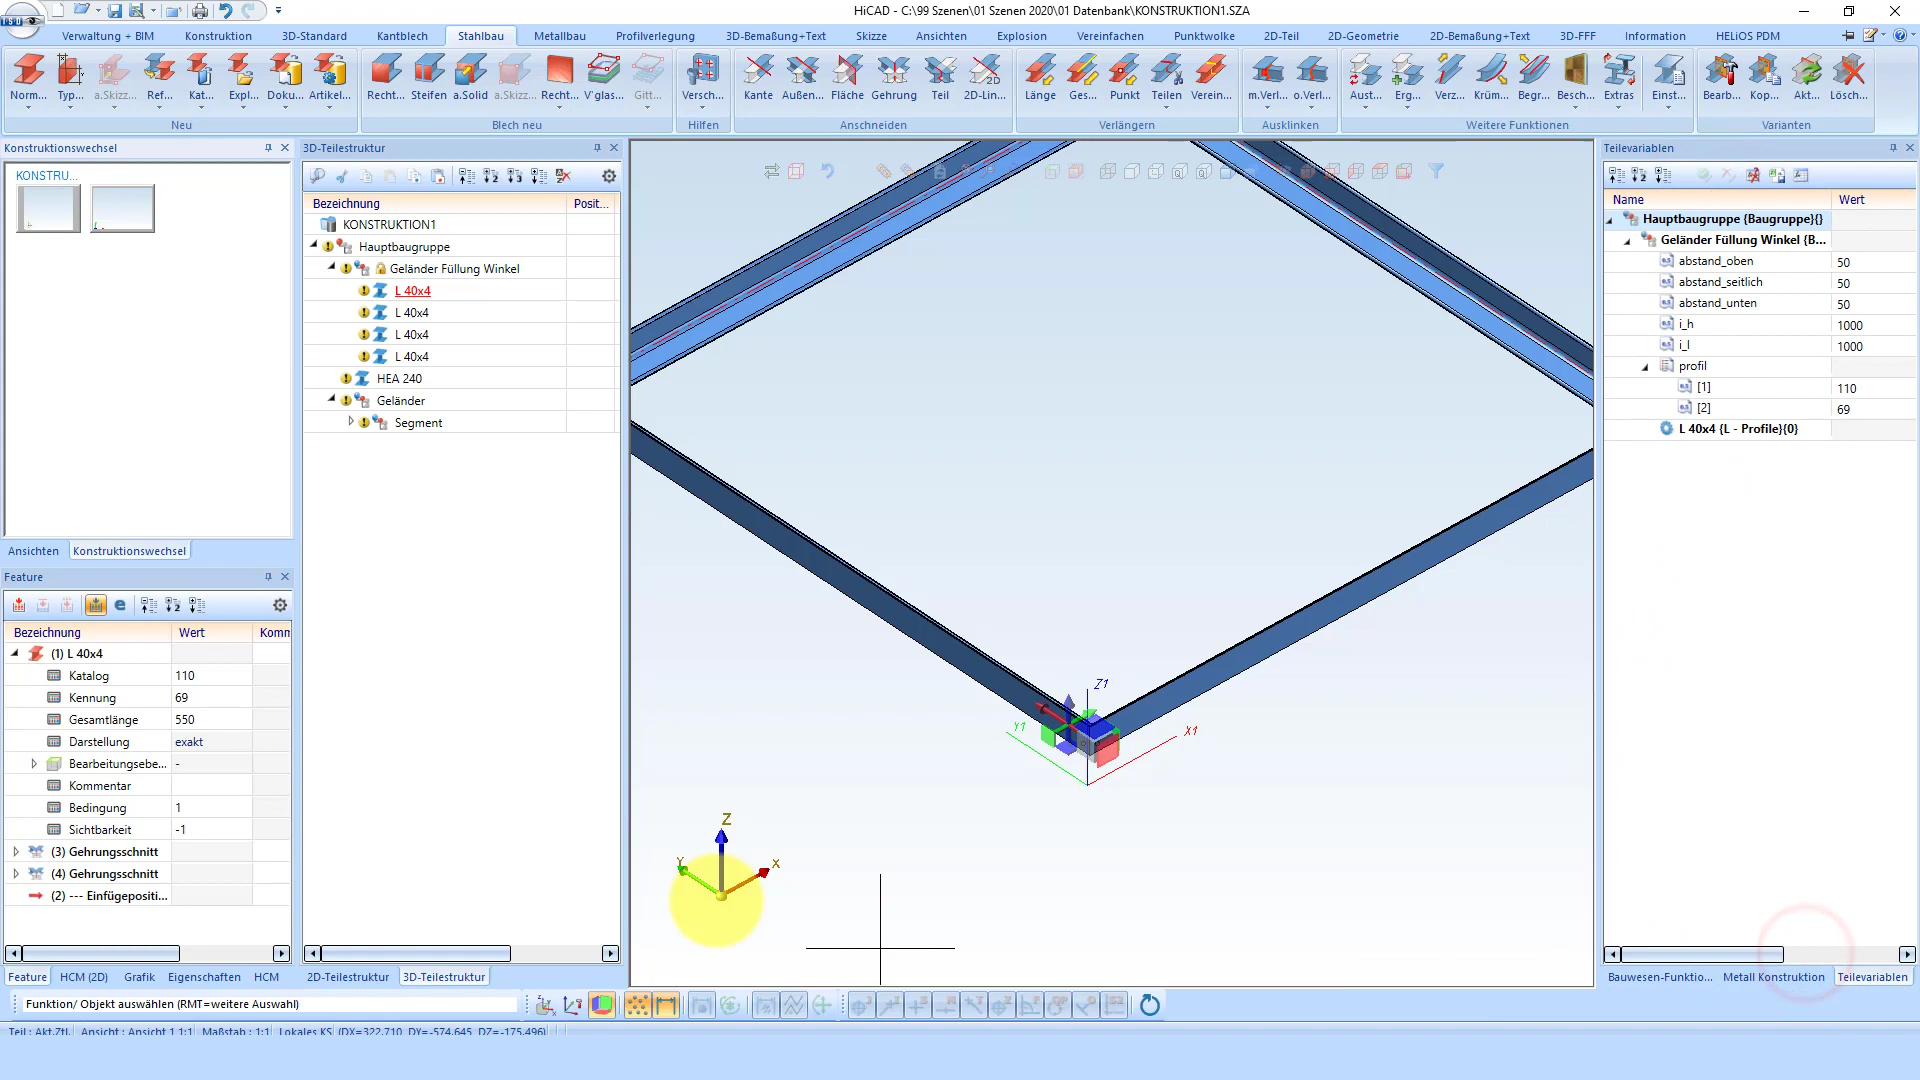 ISD
HiCAD - C:\99 Szenen\01 Szenen 2020\01 Datenbank\KONSTRUKTION1.SZA
Verwaltung + BIM
Konstruktion
3D-Standard
Kantblech
Stahlbau
Metallbau
Profilverlegung
3D-Bemaßung+Text
Skizze
Ansichten
Explosion
Vereinfachen
Punktwolke
2D-Teil
2D-Geometrie
2D-Bemaßung+Text
3D-FFF
Information
HELiOS PDM
Norm... Typ... a.Skizz... Ref... Kat... Expl... Doku... Artikel...
Recht... Steifen a.Solid a.Skizz... Recht... V`glas... Gitt...
Versch...
Kante Außen... Fläche Gehrung Teil 2D-Lin...
Länge Ges... Punkt Teilen Verein...
m.Verl... o.Verl...
Aust... Erg... Verz... Krüm... Begr... Besch... Extras Einst...
Bearb... Kop... Akt... Lösch...
Neu
Blech neu
Hilfen
Anschneiden
Verlängern
Ausklinken
Weitere Funktionen
Varianten
Konstruktionswechsel
KONSTRU...
Ansichten
Konstruktionswechsel
3D-Teilestruktur
Bezeichnung Posit...
KONSTRUKTION1
Hauptbaugruppe
Geländer Füllung Winkel
L 40x4
L 40x4
L 40x4
L 40x4
HEA 240
Geländer
Segment
2D-Teilestruktur
3D-Teilestruktur
Feature
Bezeichnung Wert Komn
(1) L 40x4
Katalog 110
Kennung 69
Gesamtlänge 550
Darstellung exakt
Bearbeitungsebe... -
Kommentar
Bedingung 1
Sichtbarkeit -1
(3) Gehrungsschnitt
(4) Gehrungsschnitt
(2) --- Einfügepositi...
Feature
HCM (2D)
Grafik
Eigenschaften
HCM
Z1
Y1
X1
Z
Y
X
Teilevariablen
Name Wert
Hauptbaugruppe {Baugruppe}{}
Geländer Füllung Winkel {B...
abstand_oben 50
abstand_seitlich 50
abstand_unten 50
i_h 1000
i_l 1000
profil
[1] 110
[2] 69
L 40x4 {L - Profile}{0}
Bauwesen-Funktio...
Metall Konstruktion
Teilevariablen
Funktion/ Objekt auswählen (RMT=weitere Auswahl)
Teil : Akt.Ztl. Ansicht : Ansicht 1 1:1 Maßstab : 1:1 Lokales KS (DX=322.710 DY=-574.645 DZ=-175.496)